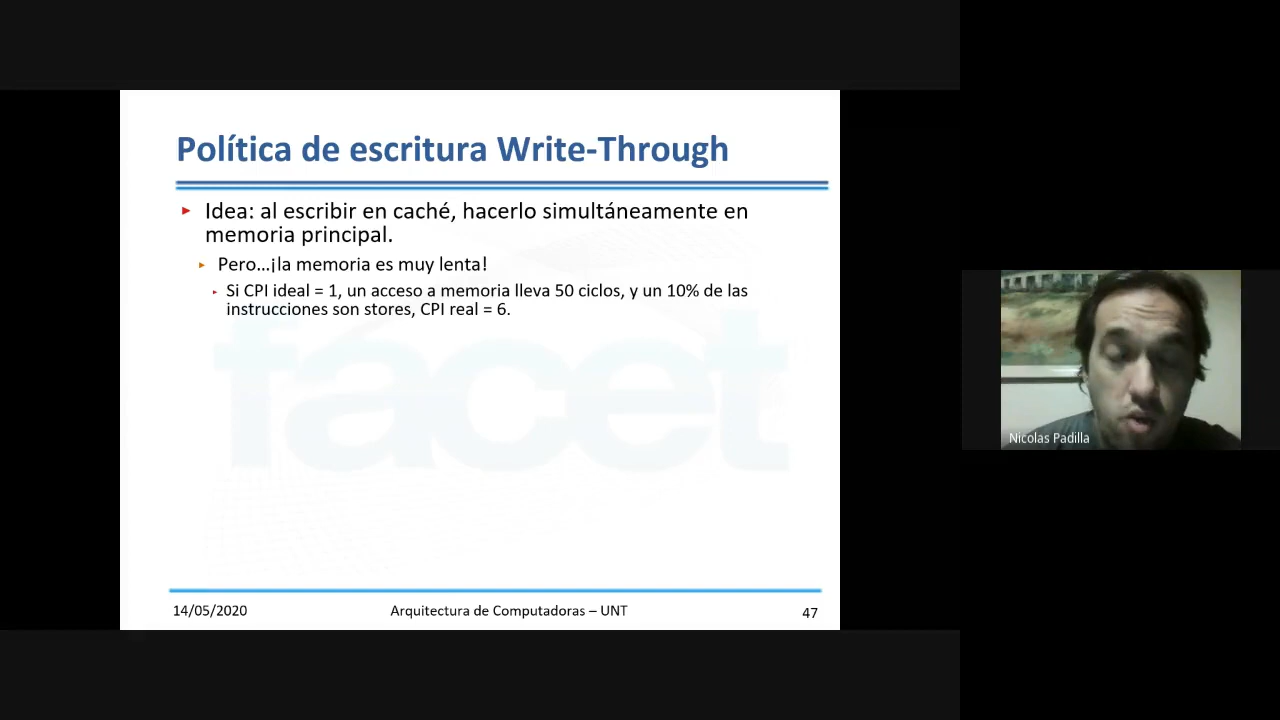 Política de escritura Write-Through
Idea: al escribir en caché, hacerlo simultáneamente en
memoria principal.
Pero...¡la memoria es muy lenta!
Si CPI ideal = 1, un acceso a memoria lleva 50 ciclos, y un 10% de las
instrucciones son stores, CPI real = 6.
facet
14/05/2020
Arquitectura de Computadoras – UNT
47
Nicolas Padilla